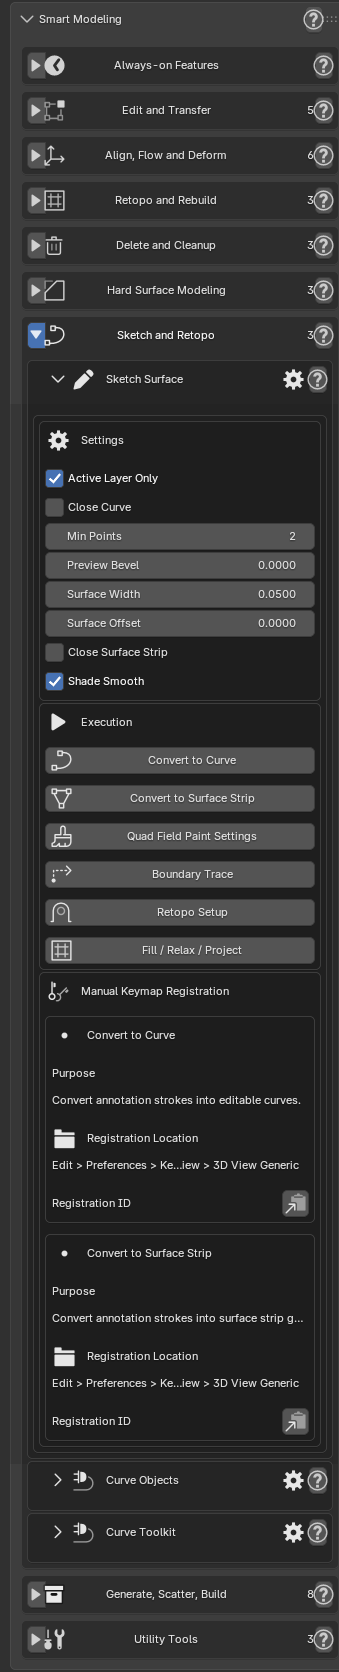 Smart Modeling
Always-on Features
Edit and Transfer 5
Align, Flow and Deform 6
Retopo and Rebuild 3
Delete and Cleanup 3
Hard Surface Modeling 3
Sketch and Retopo 3
Sketch Surface
Settings
Active Layer Only
Close Curve
Min Points 2
Preview Bevel 0.0000
Surface Width 0.0500
Surface Offset 0.0000
Close Surface Strip
Shade Smooth
Execution
Convert to Curve
Convert to Surface Strip
Quad Field Paint Settings
Boundary Trace
Retopo Setup
Fill / Relax / Project
Manual Keymap Registration
Convert to Curve
Purpose
Convert annotation strokes into editable curves.
Registration Location
Edit > Preferences > Ke...iew > 3D View Generic
Registration ID
Convert to Surface Strip
Purpose
Convert annotation strokes into surface strip g...
Registration Location
Edit > Preferences > Ke...iew > 3D View Generic
Registration ID
Curve Objects
Curve Toolkit
Generate, Scatter, Build 8
Utility Tools 3